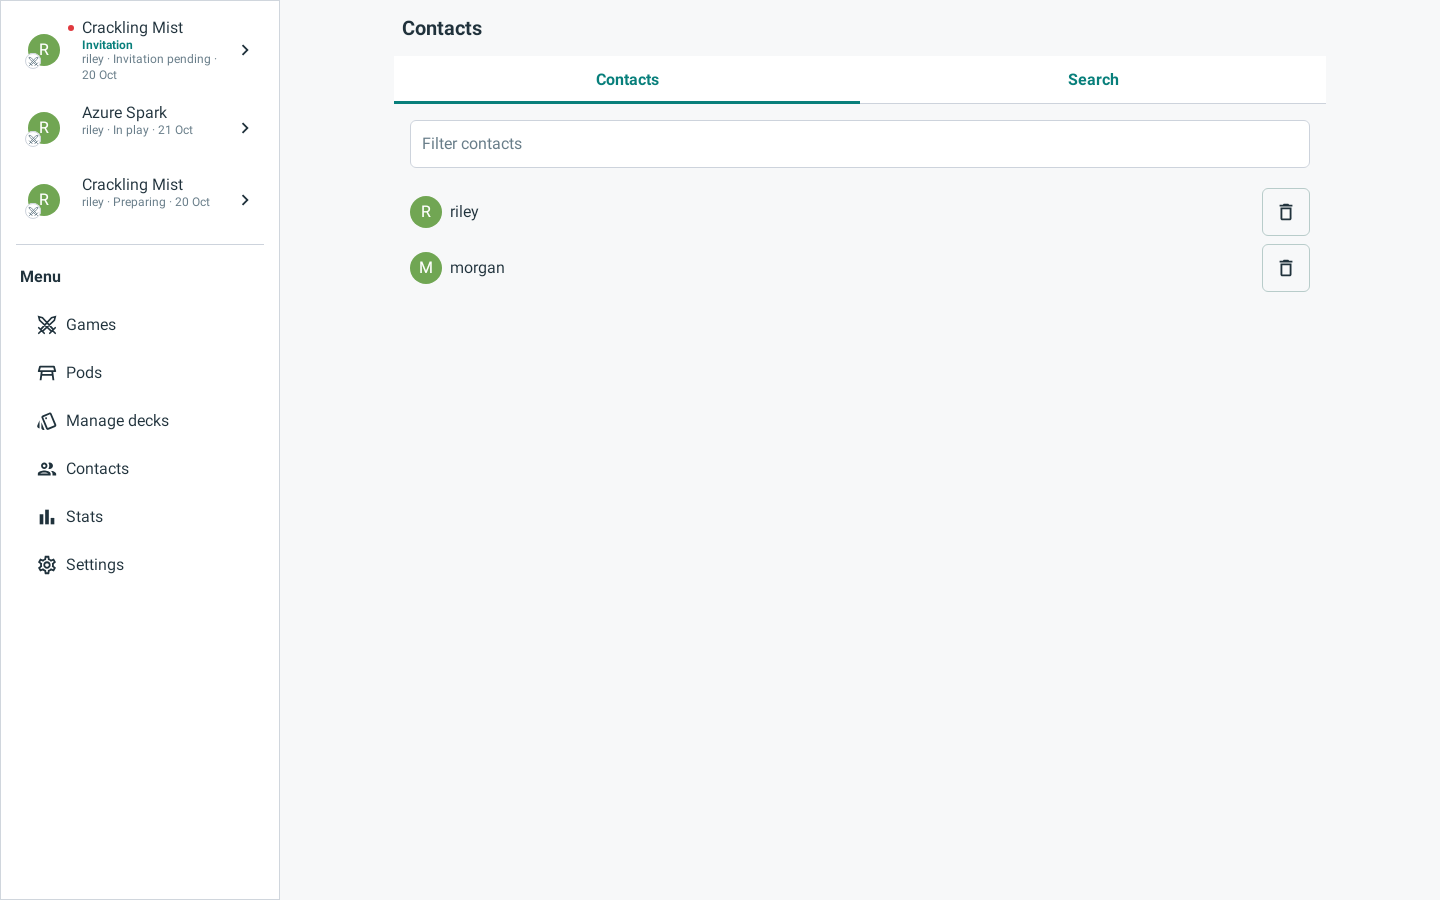 Crackling Mist
Invitation
riley · Invitation pending ·
20 Oct
R
Azure Spark
riley · In play · 21 Oct
R
Crackling Mist
riley · Preparing · 20 Oct
R
Menu
Games
Pods
Manage decks
Contacts
Stats
Settings
Contacts
Contacts
Search
Filter contacts
R riley
M morgan